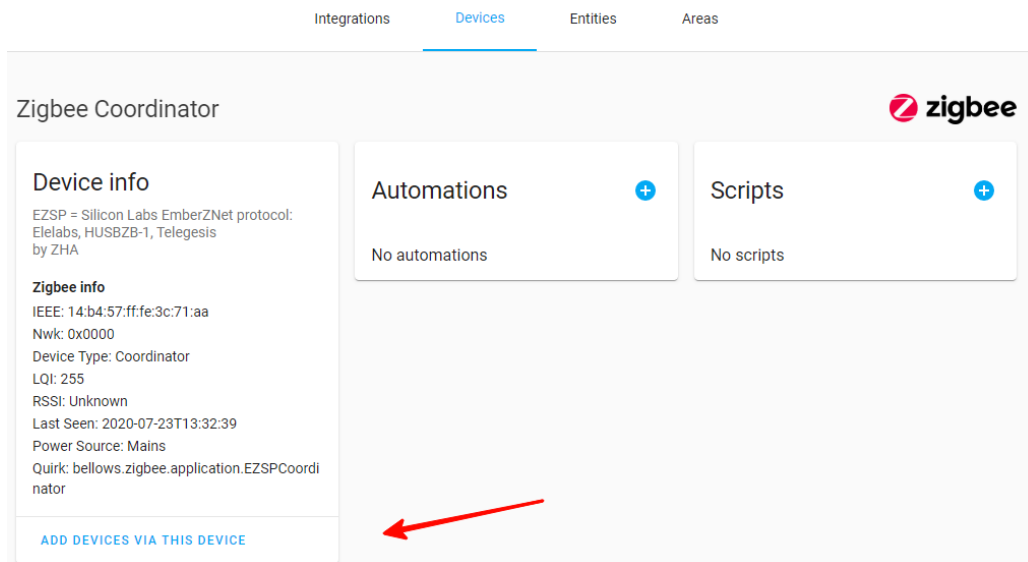 Integrations Devices Entities Areas
Zigbee Coordinator
zigbee
Device info
EZSP = Silicon Labs EmberZNet protocol:
Elelabs, HUSBZB-1, Telegesis
by ZHA
Zigbee info
IEEE: 14:b4:57:ff:fe:3c:71:aa
Nwk: 0x0000
Device Type: Coordinator
LQI: 255
RSSI: Unknown
Last Seen: 2020-07-23T13:32:39
Power Source: Mains
Quirk: bellows.zigbee.application.EZSPCoordi
nator
ADD DEVICES VIA THIS DEVICE
Automations
No automations
Scripts
No scripts